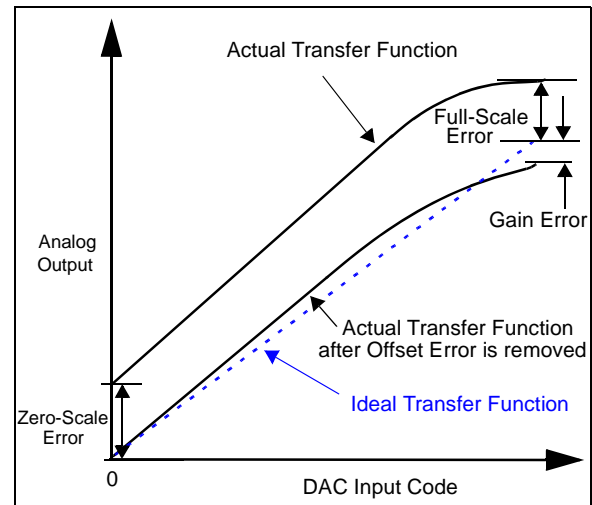 Actual Transfer Function
Full-Scale
Error
Gain Error
Analog
Output
Actual Transfer Function
after Offset Error is removed
Ideal Transfer Function
Zero-Scale
Error
0
DAC Input Code